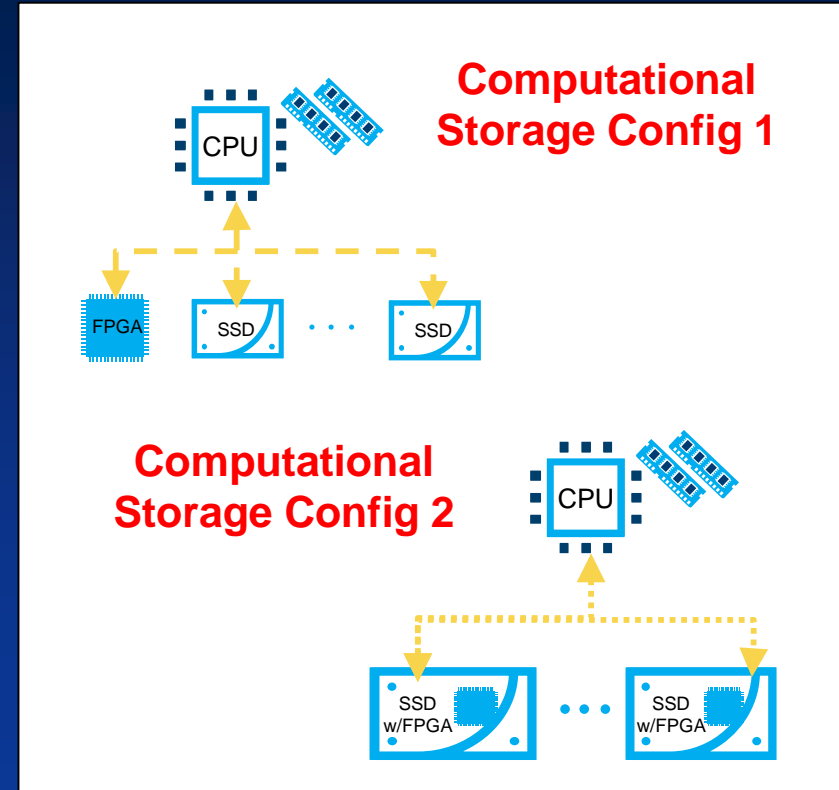 Computational
Storage Config 1
CPU
FPGA
SSD
SSD
Computational
Storage Config 2
CPU
SSD
w/FPGA
SSD
w/FPGA